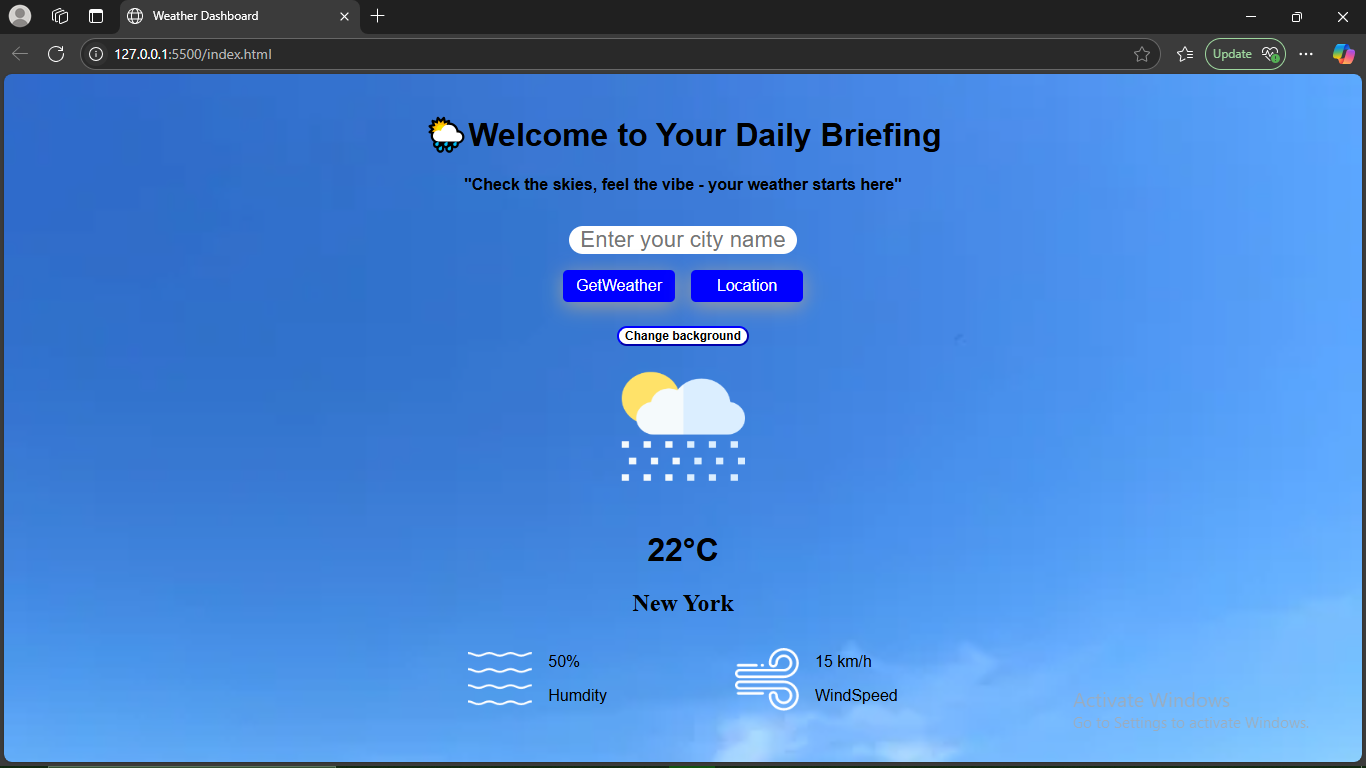 Weather Dashboard
127.0.0.1:5500/index.html
Update
Welcome to Your Daily Briefing
"Check the skies, feel the vibe - your weather starts here"
Enter your city name
GetWeather Location
Change background
22°C
New York
50% 15 km/h
Humdity WindSpeed
Activate Windows
Go to Settings to activate Windows.